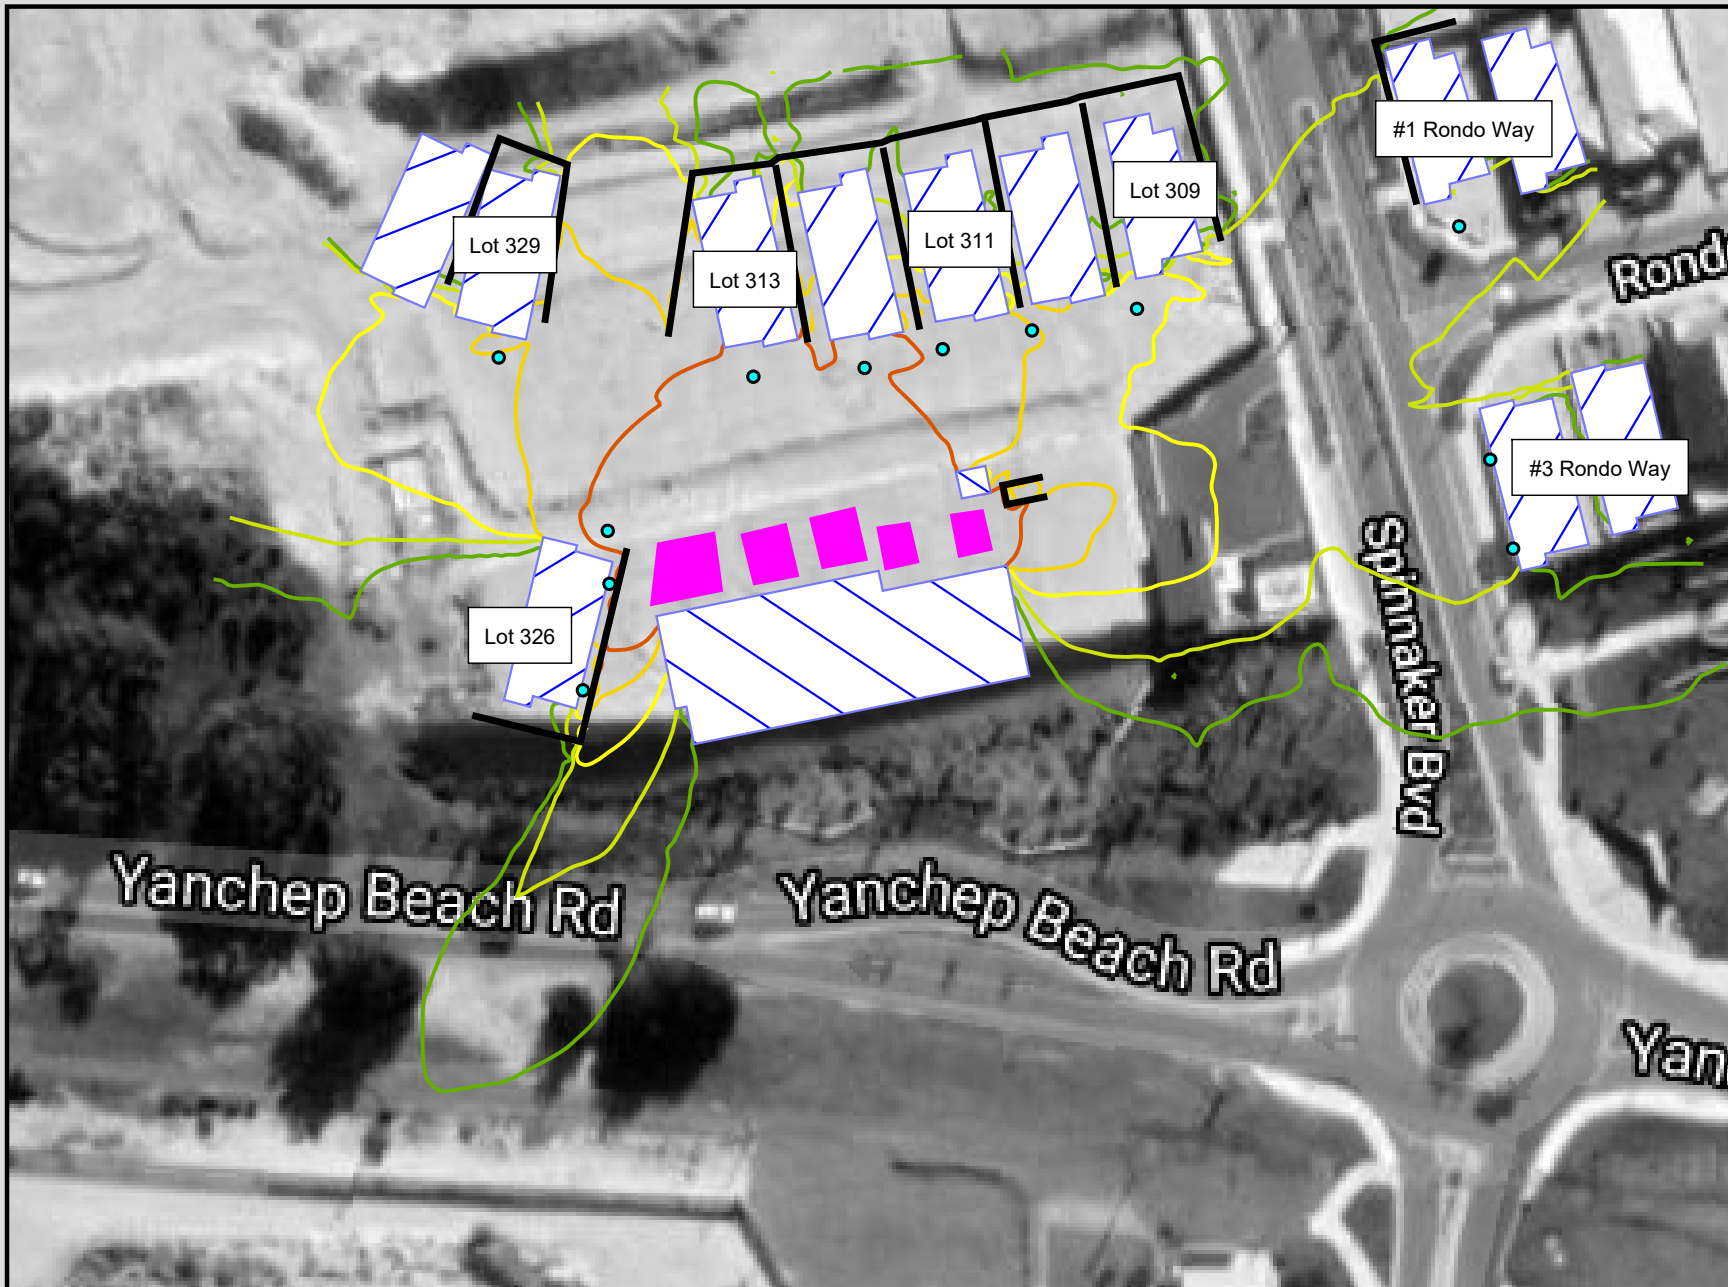 #1 Rondo Way
Lot 309
Lot 329
Lot 311
Lot 313
Rond
#3 Rondo Way
Spinnaker Blvd
Lot 326
Yanchep Beach Rd
Yanchep Beach Rd
Yan